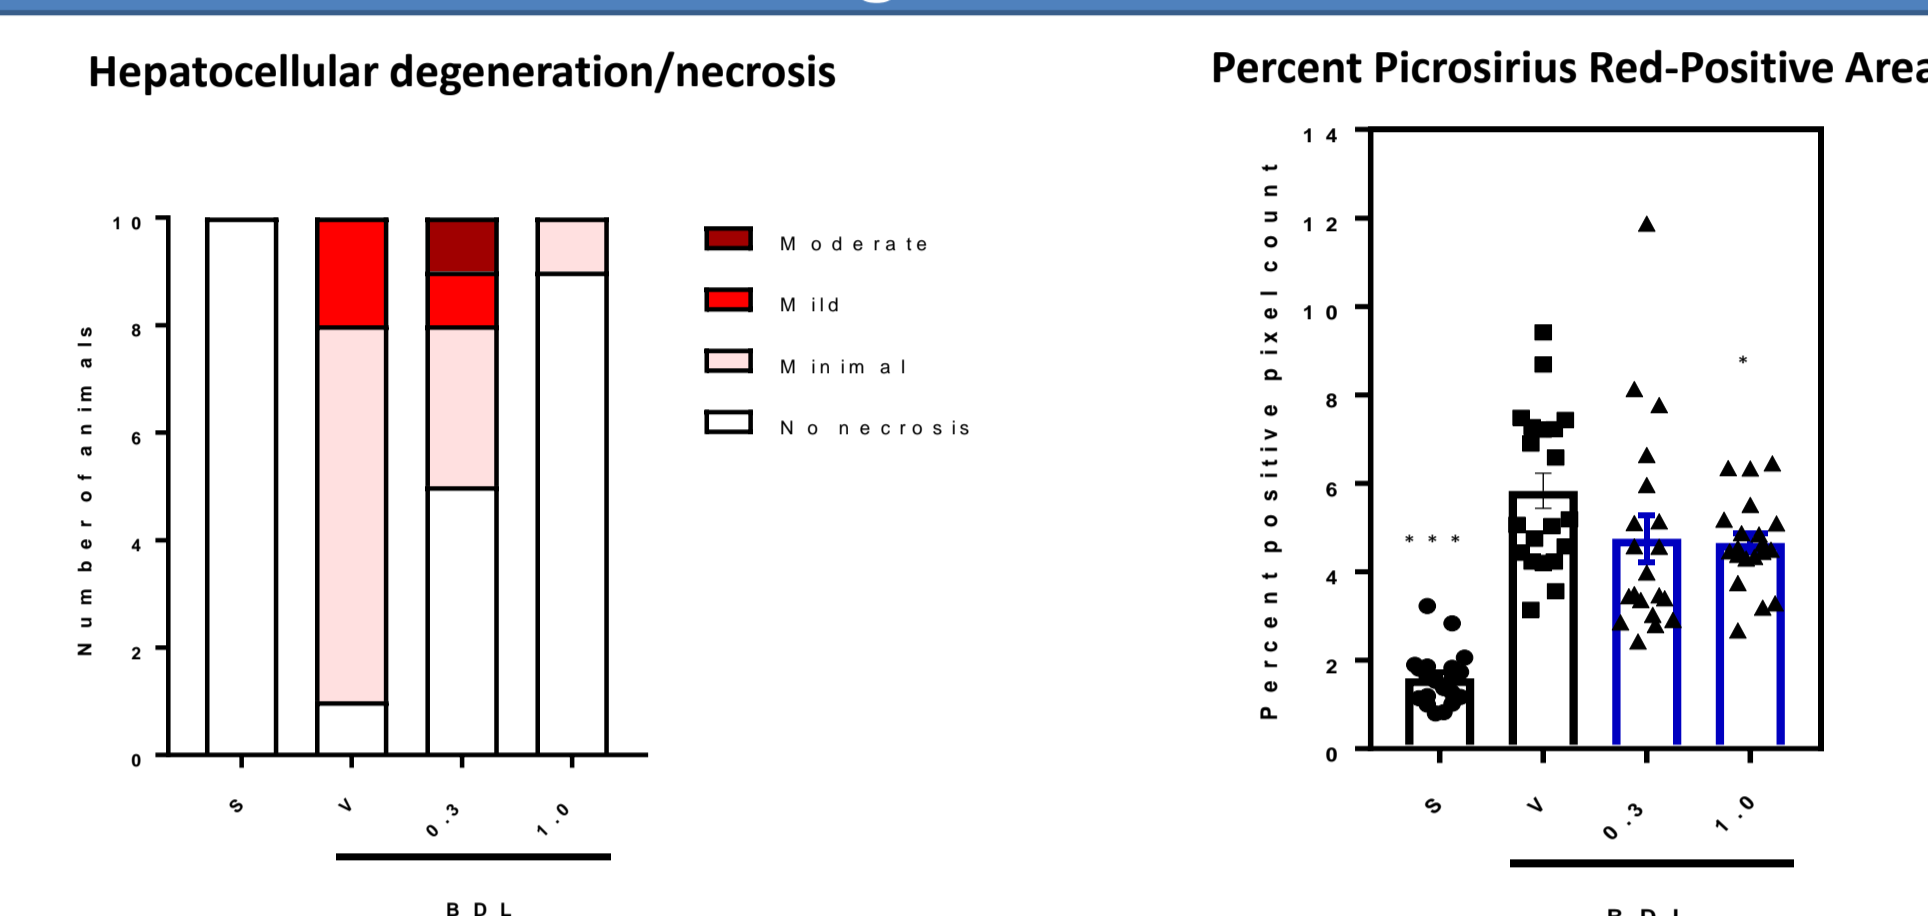 Hepatocellular degeneration/necrosis
Number of animals
10
8
6
4
2
0
S
V
0.3
1.0
BDL
Moderate
Mild
Minimal
No necrosis
Percent Picrosirius Red-Positive Area
Percent positive pixel count
14
12
10
8
6
4
2
0
***
*
S
V
0.3
1.0
BDL